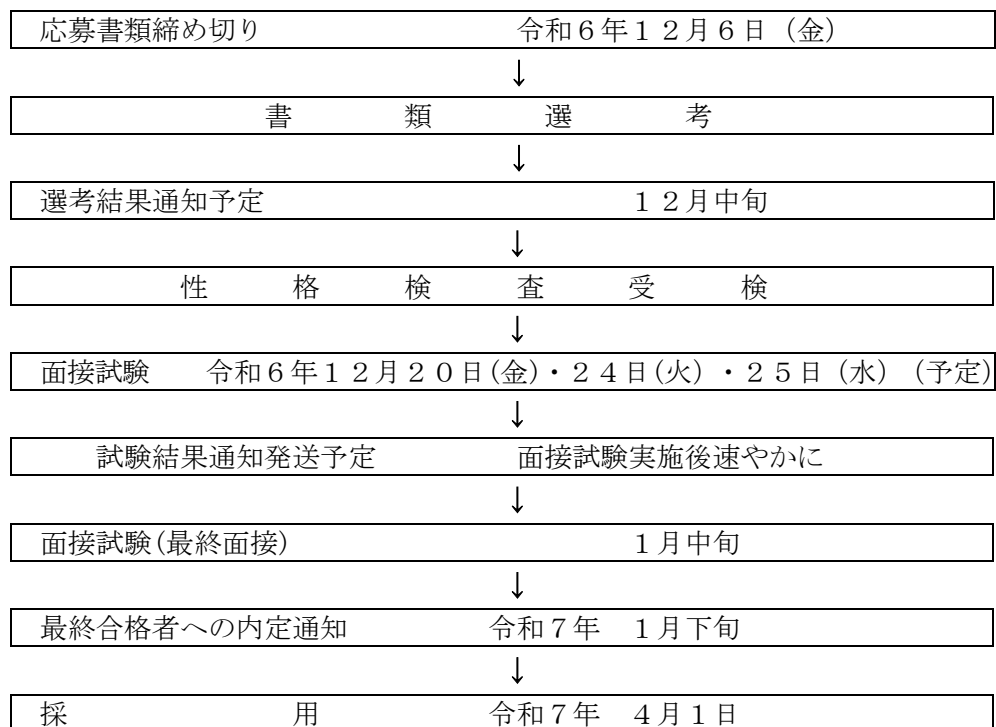 応募書類締め切り 令和６年１２月６日（金）
↓
書 類 選 考
↓
選考結果通知予定 １２月中旬
↓
性 格 検 査 受 検
↓
面接試験 令和６年１２月２０日(金)・２４日(火)・２５日（水）（予定）
↓
試験結果通知発送予定 面接試験実施後速やかに
↓
面接試験(最終面接) １月中旬
↓
最終合格者への内定通知 令和７年 １月下旬
↓
採 用 令和７年 ４月１日